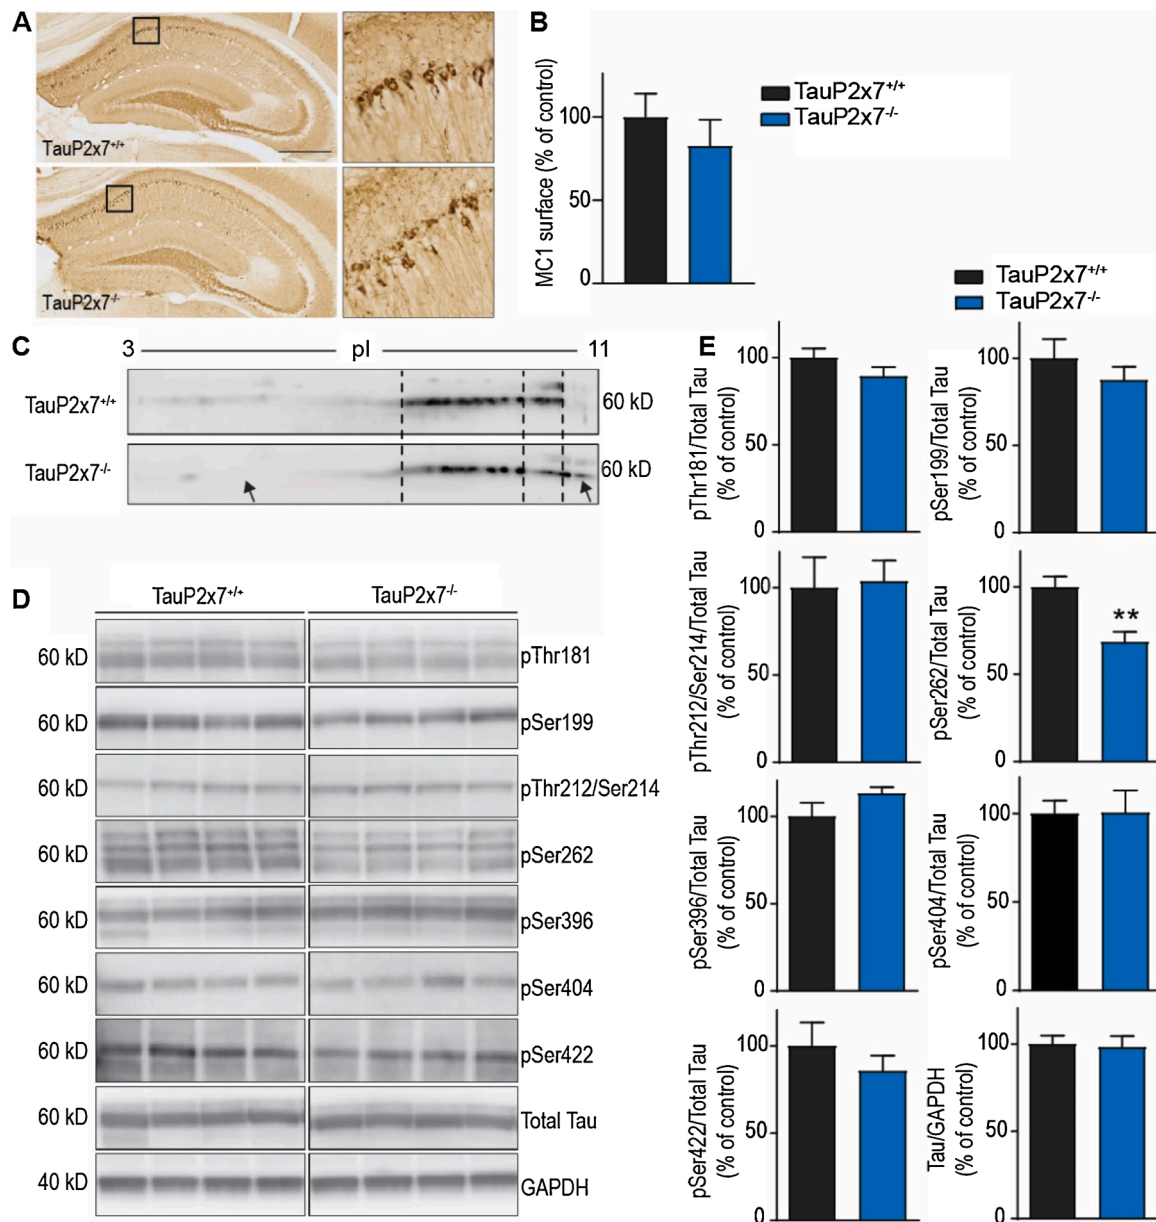 A
TauP2x7+/+
TauP2x7-/-
B
MC1 surface (% of control)
100
50
0
TauP2x7+/+
TauP2x7-/-
C
3
pI
11
TauP2x7+/+
60 kD
TauP2x7-/-
60 kD
D
TauP2x7+/+
TauP2x7-/-
60 kD
pThr181
60 kD
pSer199
60 kD
pThr212/Ser214
60 kD
pSer262
60 kD
pSer396
60 kD
pSer404
60 kD
pSer422
60 kD
Total Tau
40 kD
GAPDH
TauP2x7+/+
TauP2x7-/-
E
pThr181/Total Tau
(% of control)
100
50
0
pSer199/Total Tau
(% of control)
100
50
0
pThr212/Ser214/Total Tau
(% of control)
100
50
0
pSer262/Total Tau
(% of control)
100
50
0
**
pSer396/Total Tau
(% of control)
100
50
0
pSer404/Total Tau
(% of control)
100
50
0
pSer422/Total Tau
(% of control)
100
50
0
Tau/GAPDH
(% of control)
100
50
0